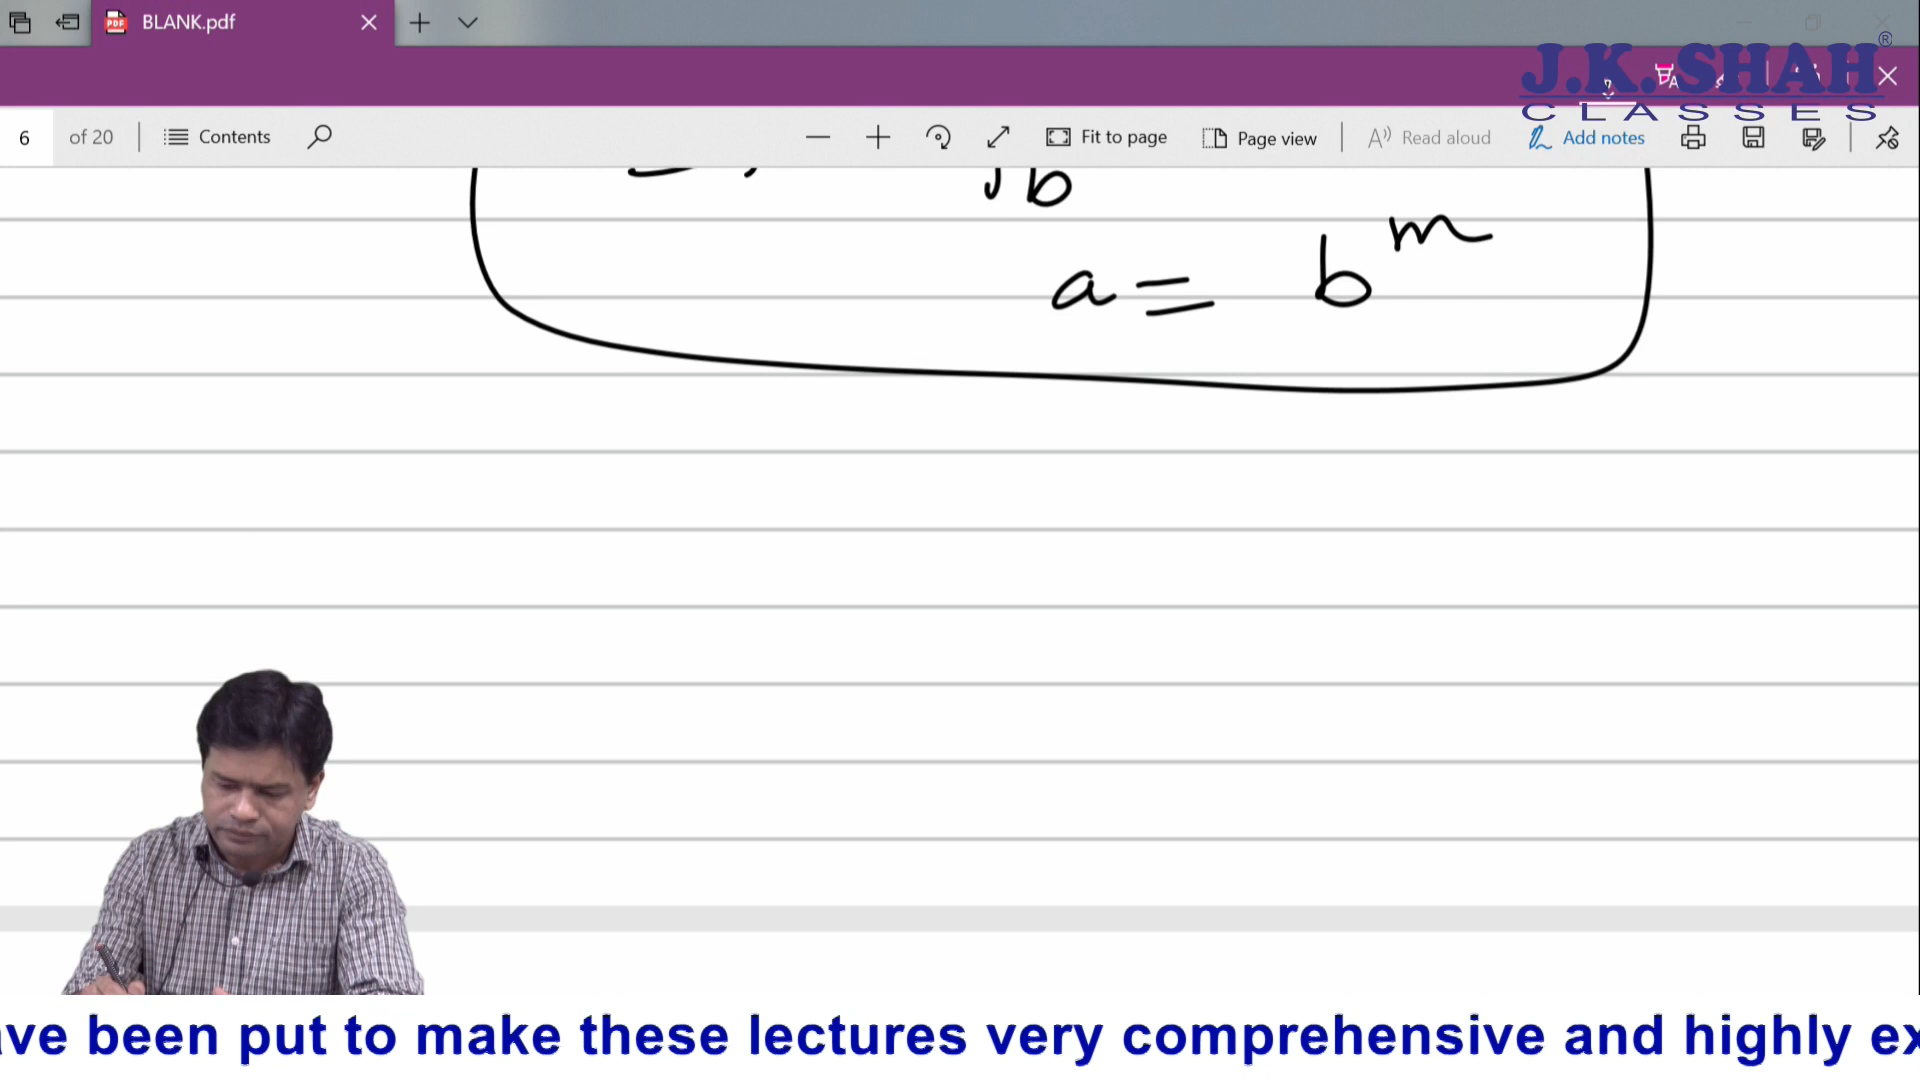 BLANK.pdf
J.K.SHAH®
CLASSES
6 of 20 Contents Fit to page Page view Read aloud Add notes
b
a = b^m
ave been put to make these lectures very comprehensive and highly ex